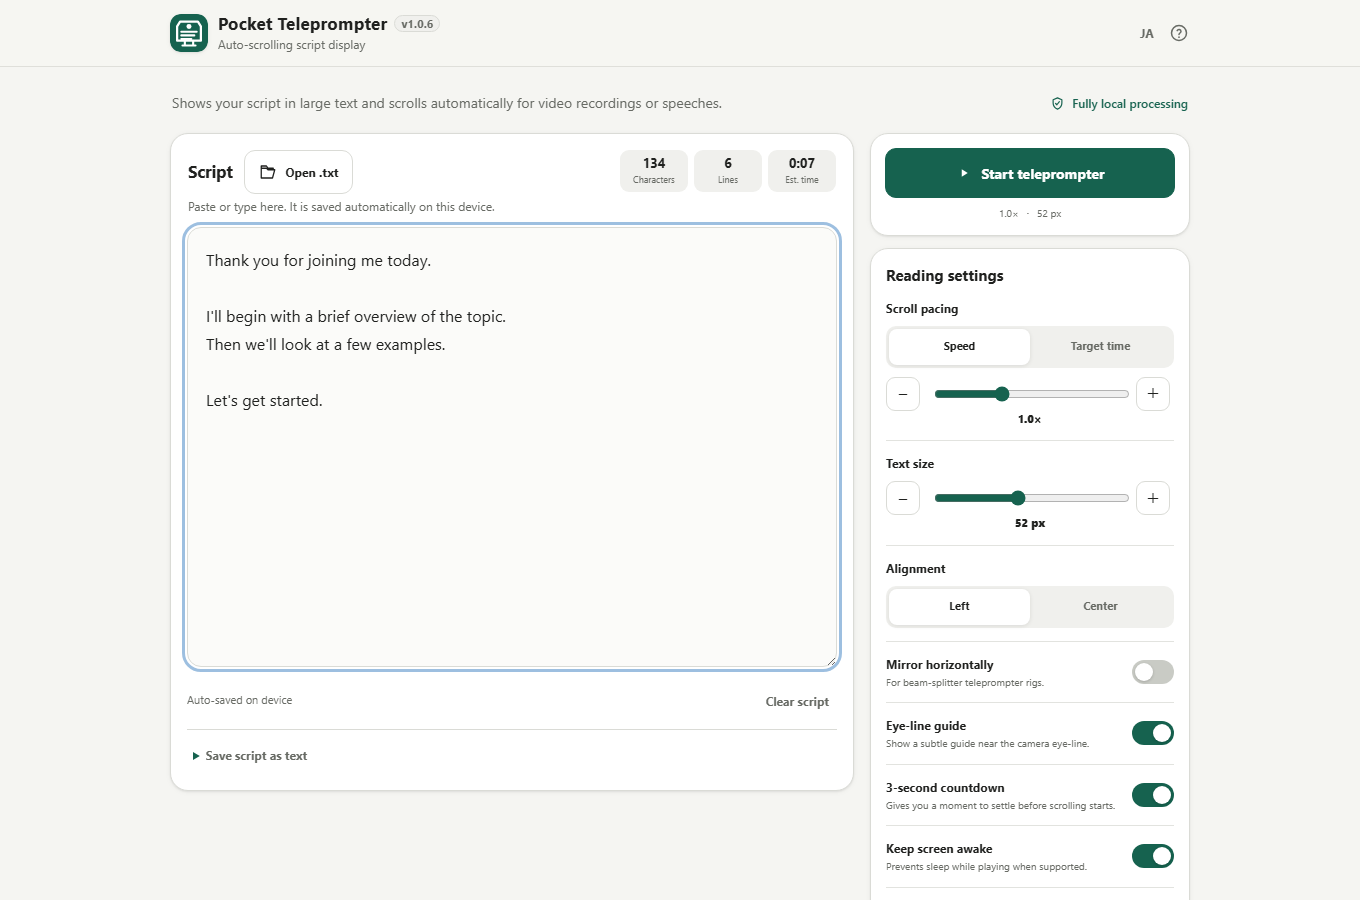 Pocket Teleprompter v1.0.6
Auto-scrolling script display
JA
Shows your script in large text and scrolls automatically for video recordings or speeches.
Fully local processing
Script
Open .txt
134
Characters
6
Lines
0:07
Est. time
Paste or type here. It is saved automatically on this device.
Thank you for joining me today.
I'll begin with a brief overview of the topic.
Then we'll look at a few examples.
Let's get started.
Auto-saved on device
Clear script
Save script as text
Start teleprompter
1.0× · 52 px
Reading settings
Scroll pacing
Speed
Target time
1.0×
Text size
52 px
Alignment
Left
Center
Mirror horizontally
For beam-splitter teleprompter rigs.
Eye-line guide
Show a subtle guide near the camera eye-line.
3-second countdown
Gives you a moment to settle before scrolling starts.
Keep screen awake
Prevents sleep while playing when supported.